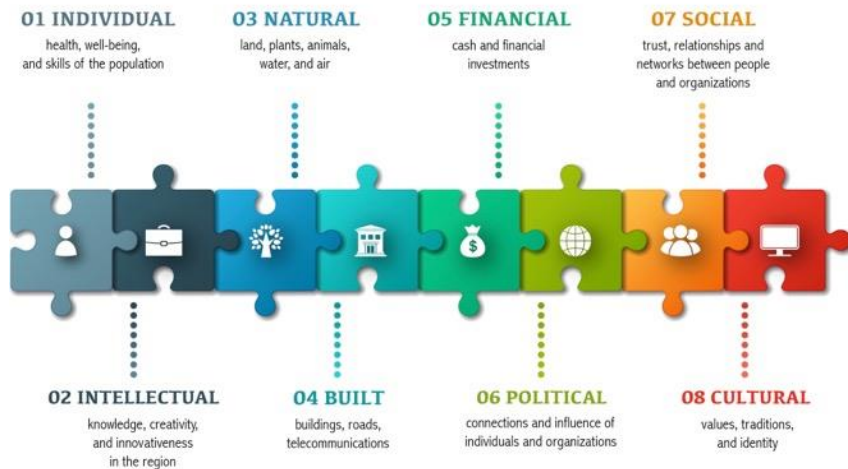 01 INDIVIDUAL
health, well-being,
and skills of the population
03 NATURAL
land, plants, animals,
water, and air
05 FINANCIAL
cash and financial
investments
07 SOCIAL
trust, relationships and
networks between people
and organizations
$
02 INTELLECTUAL
knowledge, creativity,
and innovativeness
in the region
04 BUILT
buildings, roads,
telecommunications
06 POLITICAL
connections and influence of
individuals and organizations
08 CULTURAL
values, traditions,
and identity